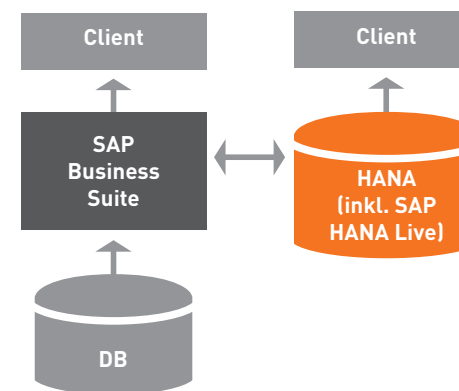 Client
Client
SAP
Business
Suite
HANA
(inkl. SAP
HANA Live)
DB